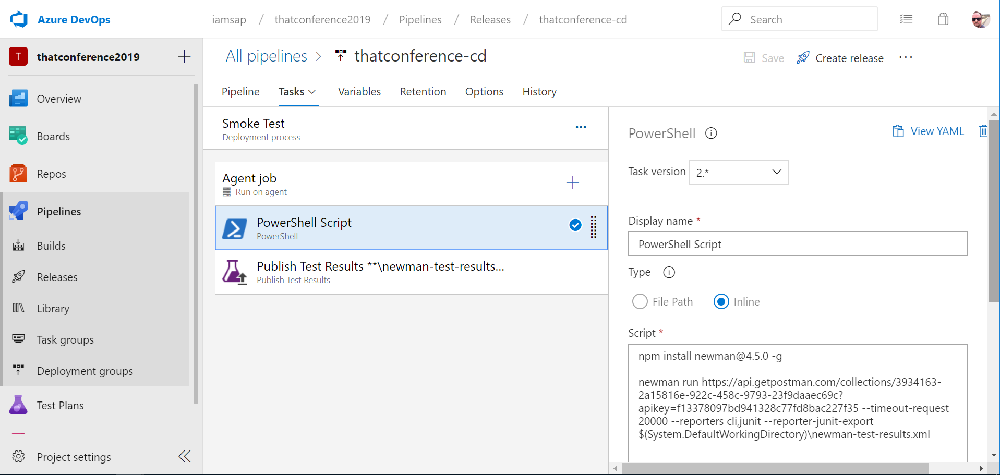 Azure DevOps
iamsap / thatconference2019 / Pipelines / Releases / thatconference-cd
Search
T thatconference2019
Overview
Boards
Repos
Pipelines
Builds
Releases
Library
Task groups
Deployment groups
Test Plans
Project settings
All pipelines > thatconference-cd
Save
Create release
Pipeline Tasks Variables Retention Options History
Smoke Test
Deployment process
Agent job
Run on agent
PowerShell Script
PowerShell
Publish Test Results **\newman-test-results...
Publish Test Results
PowerShell
View YAML
Task version 2.*
Display name *
PowerShell Script
Type
File Path Inline
Script *
npm install newman@4.5.0 -g
newman run https://api.getpostman.com/collections/3934163-
2a15816e-922c-458c-9793-23f9daaec69c?
apikey=f13378097bd941328c77fd8bac227f35 --timeout-request
20000 --reporters cli,junit --reporter-junit-export
$(System.DefaultWorkingDirectory)\newman-test-results.xml